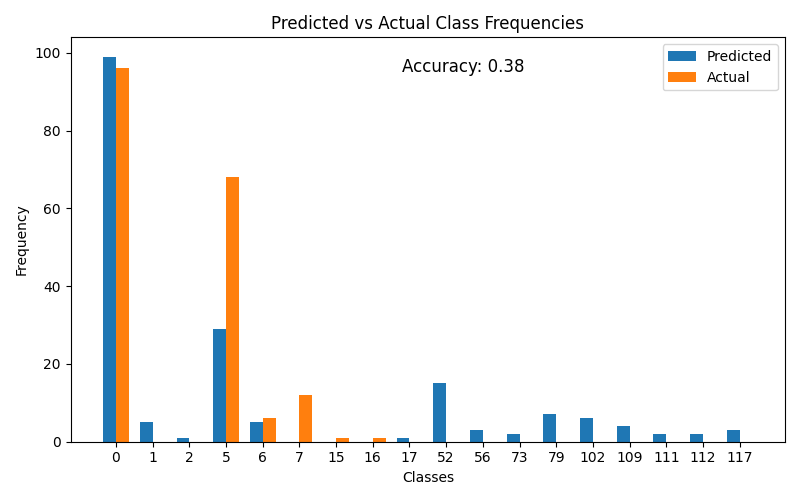 Predicted vs Actual Class Frequencies
Accuracy: 0.38
Predicted
Actual
Frequency
100
80
60
40
20
0
0 1 2 5 6 7 15 16 17 52 56 73 79 102 109 111 112 117
Classes